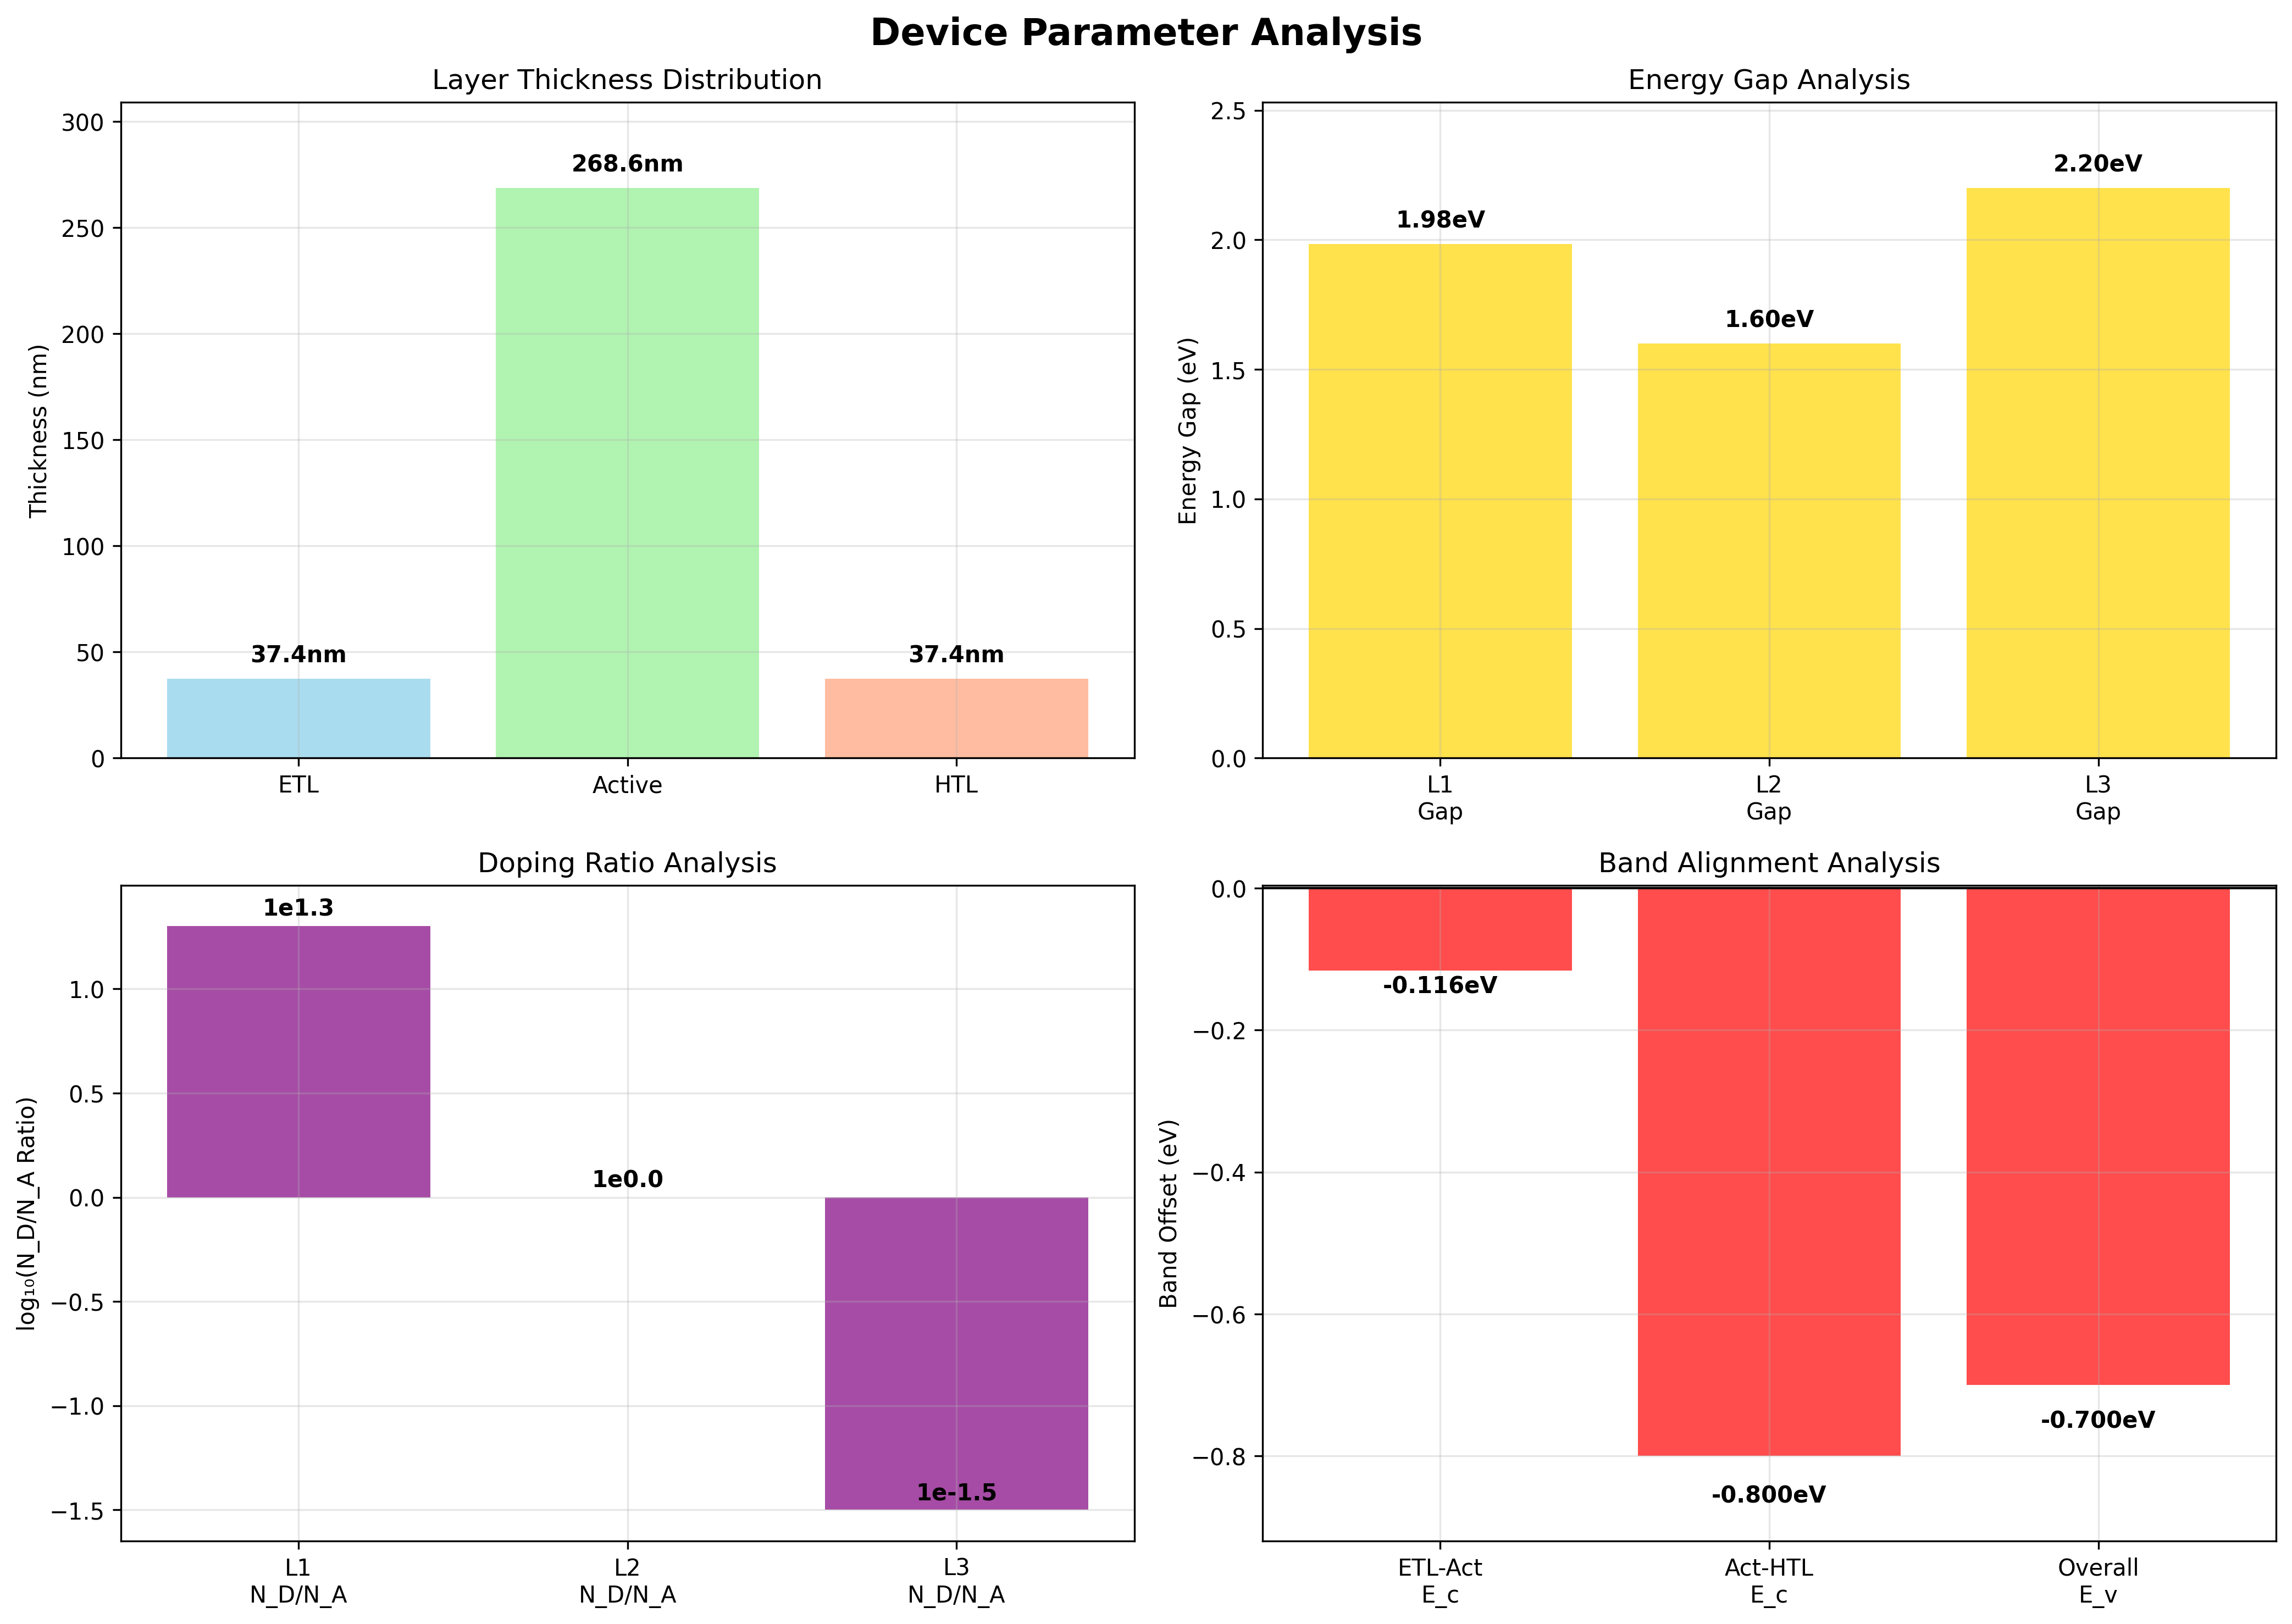 Device Parameter Analysis
Layer Thickness Distribution
Thickness (nm)
300
250
200
150
100
50
0
37.4nm
268.6nm
37.4nm
ETL
Active
HTL
Energy Gap Analysis
Energy Gap (eV)
2.5
2.0
1.5
1.0
0.5
0.0
1.98eV
1.60eV
2.20eV
L1
Gap
L2
Gap
L3
Gap
Doping Ratio Analysis
log₁₀(N_D/N_A Ratio)
1.0
0.5
0.0
−0.5
−1.0
−1.5
1e1.3
1e0.0
1e-1.5
L1
N_D/N_A
L2
N_D/N_A
L3
N_D/N_A
Band Alignment Analysis
Band Offset (eV)
0.0
−0.2
−0.4
−0.6
−0.8
-0.116eV
-0.800eV
-0.700eV
ETL-Act
E_c
Act-HTL
E_c
Overall
E_v